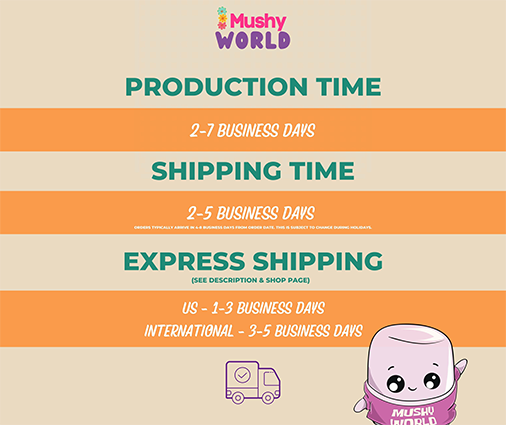 Mushy
WORLD
PRODUCTION TIME
2-7 BUSINESS DAYS
SHIPPING TIME
2-5 BUSINESS DAYS
ORDERS TYPICALLY ARRIVE IN 4-8 BUSINESS DAYS FROM ORDER DATE. THIS IS SUBJECT TO CHANGE DURING HOLIDAYS.
EXPRESS SHIPPING
(SEE DESCRIPTION & SHOP PAGE)
US - 1-3 BUSINESS DAYS
INTERNATIONAL - 3-5 BUSINESS DAYS
MUSHY
WORLD